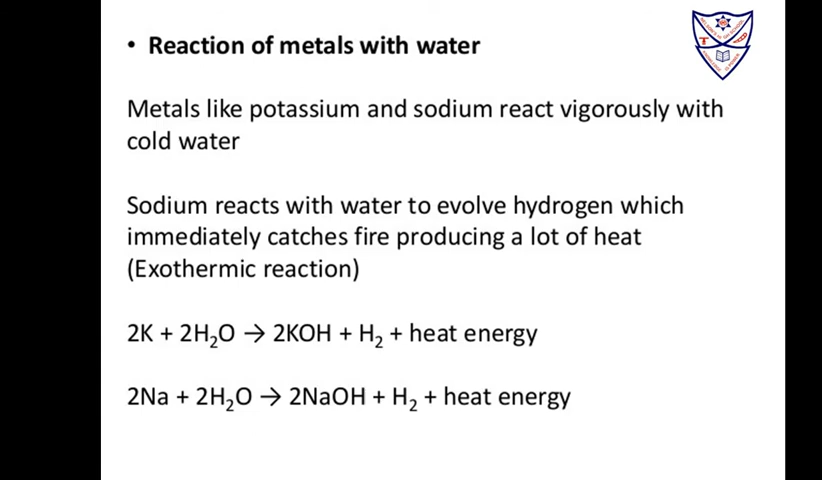 • Reaction of metals with water
Metals like potassium and sodium react vigorously with
cold water
Sodium reacts with water to evolve hydrogen which
immediately catches fire producing a lot of heat
(Exothermic reaction)
2K + 2H₂O → 2KOH + H₂ + heat energy
2Na + 2H₂O → 2NaOH + H₂ + heat energy